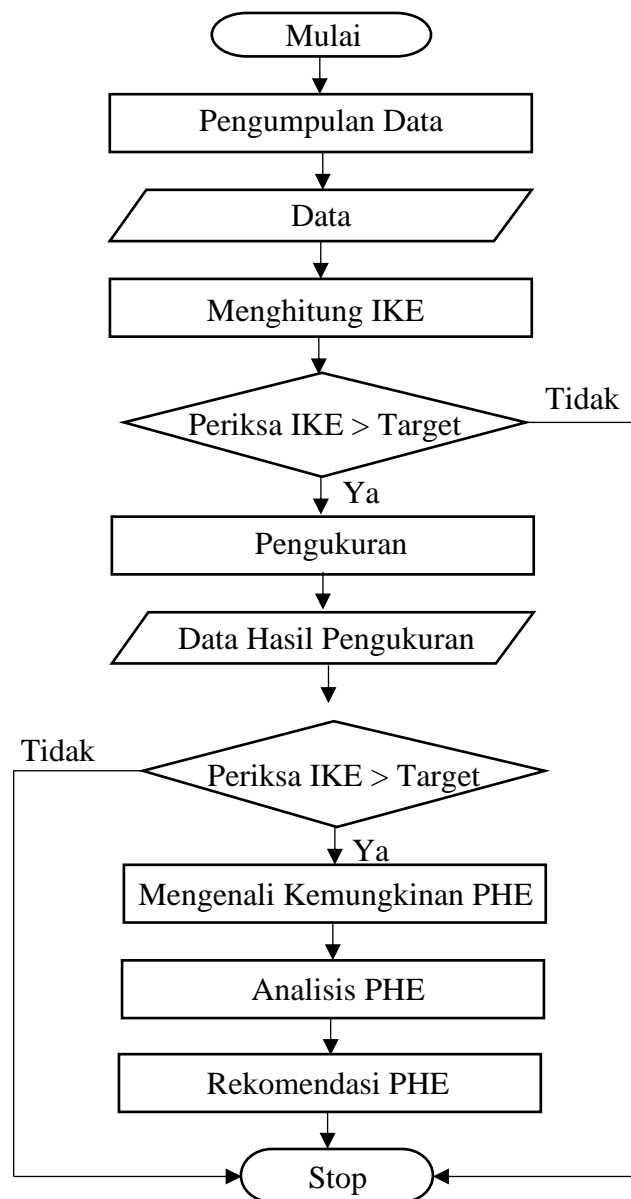 Mulai
Pengumpulan Data
Data
Menghitung IKE
Tidak
Periksa IKE > Target
Ya
Pengukuran
Data Hasil Pengukuran
Tidak
Periksa IKE > Target
Ya
Mengenali Kemungkinan PHE
Analisis PHE
Rekomendasi PHE
Stop